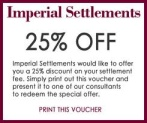 Imperial Settlements
25% OFF
Imperial Settlements would like to offer
you a 25% discount on your settlement
fee. Simply print out this voucher and
present it to one of our consultants
to redeem the special offer.
PRINT THIS VOUCHER